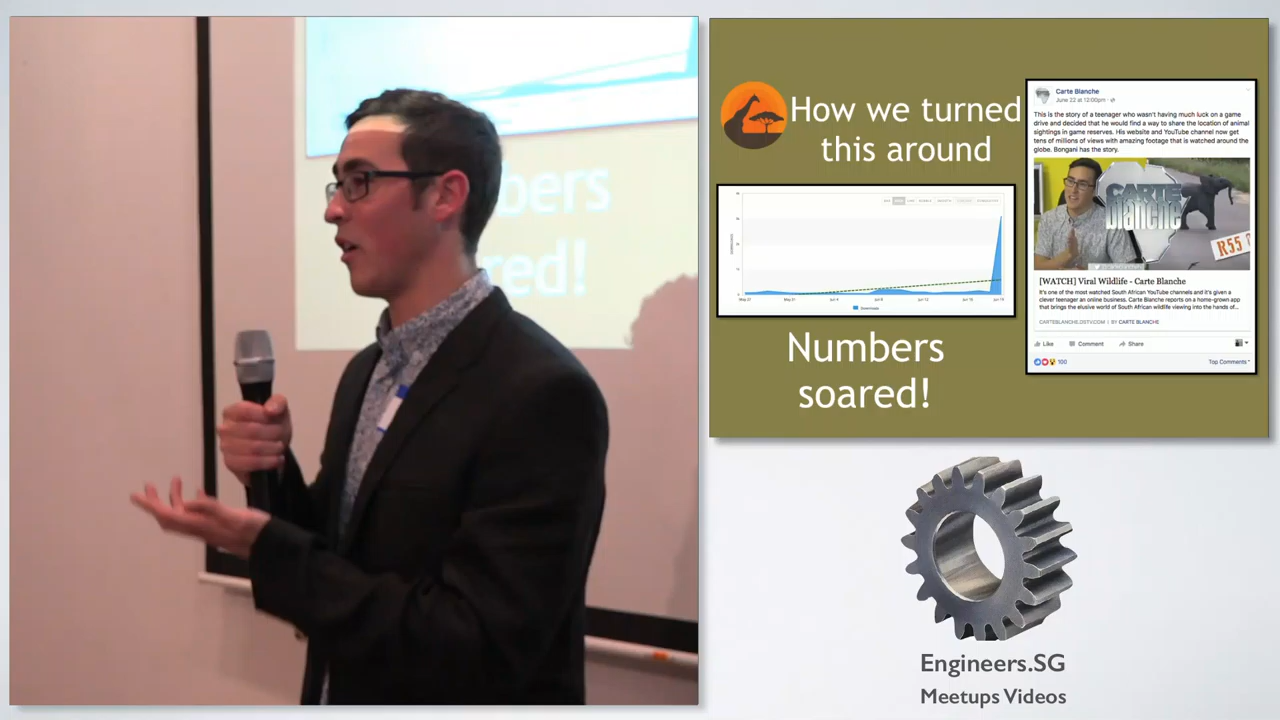 bers
red!
How we turned
this around
Numbers
soared!
Carte Blanche
June 22 at 12:00pm
This is the story of a teenager who wasn't having much luck on a game
drive and decided that he would find a way to share the location of animal
sightings in game reserves. His website and YouTube channel now get
tens of millions of views with amazing footage that is watched around the
globe. Bongani has the story.
CARTE
blanche
R55
[WATCH] Viral Wildlife - Carte Blanche
It's one of the most watched South African YouTube channels and it's given a
clever teenager an online business. Carte Blanche reports on a home-grown app
that brings the elusive world of South African wildlife viewing into the hands of...
CARTEBLANCHE.DSTV.COM | BY CARTE BLANCHE
Like Comment Share
100 Top Comments
Engineers.SG
Meetups Videos